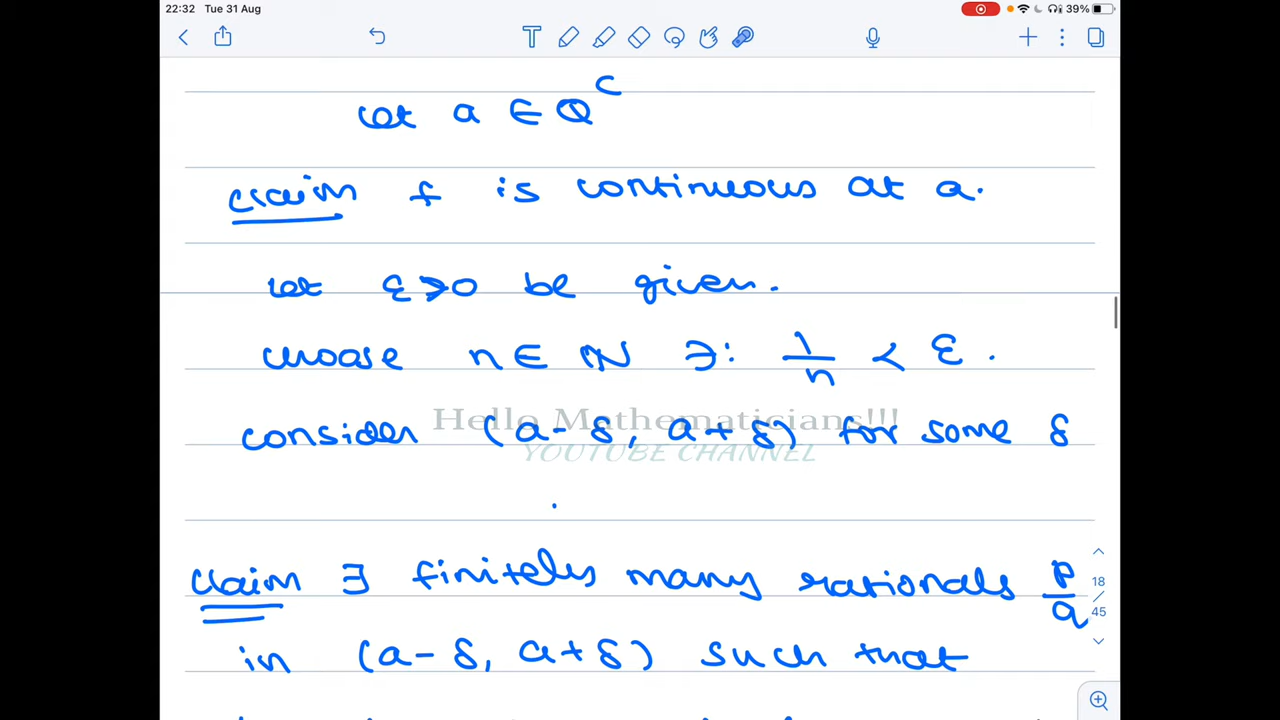 22:32 Tue 31 Aug
39%
Let a ∈ ℚ^c
Claim f is continuous at a.
Let ε>0 be given.
choose n ∈ ℕ ∋: 1/n < ε.
Hello Mathematicians!!!
consider (a-δ, a+δ) for some δ
YOUTUBE CHANNEL
Claim ∃ finitely many rationals p/q
18/45
in (a-δ, a+δ) such that